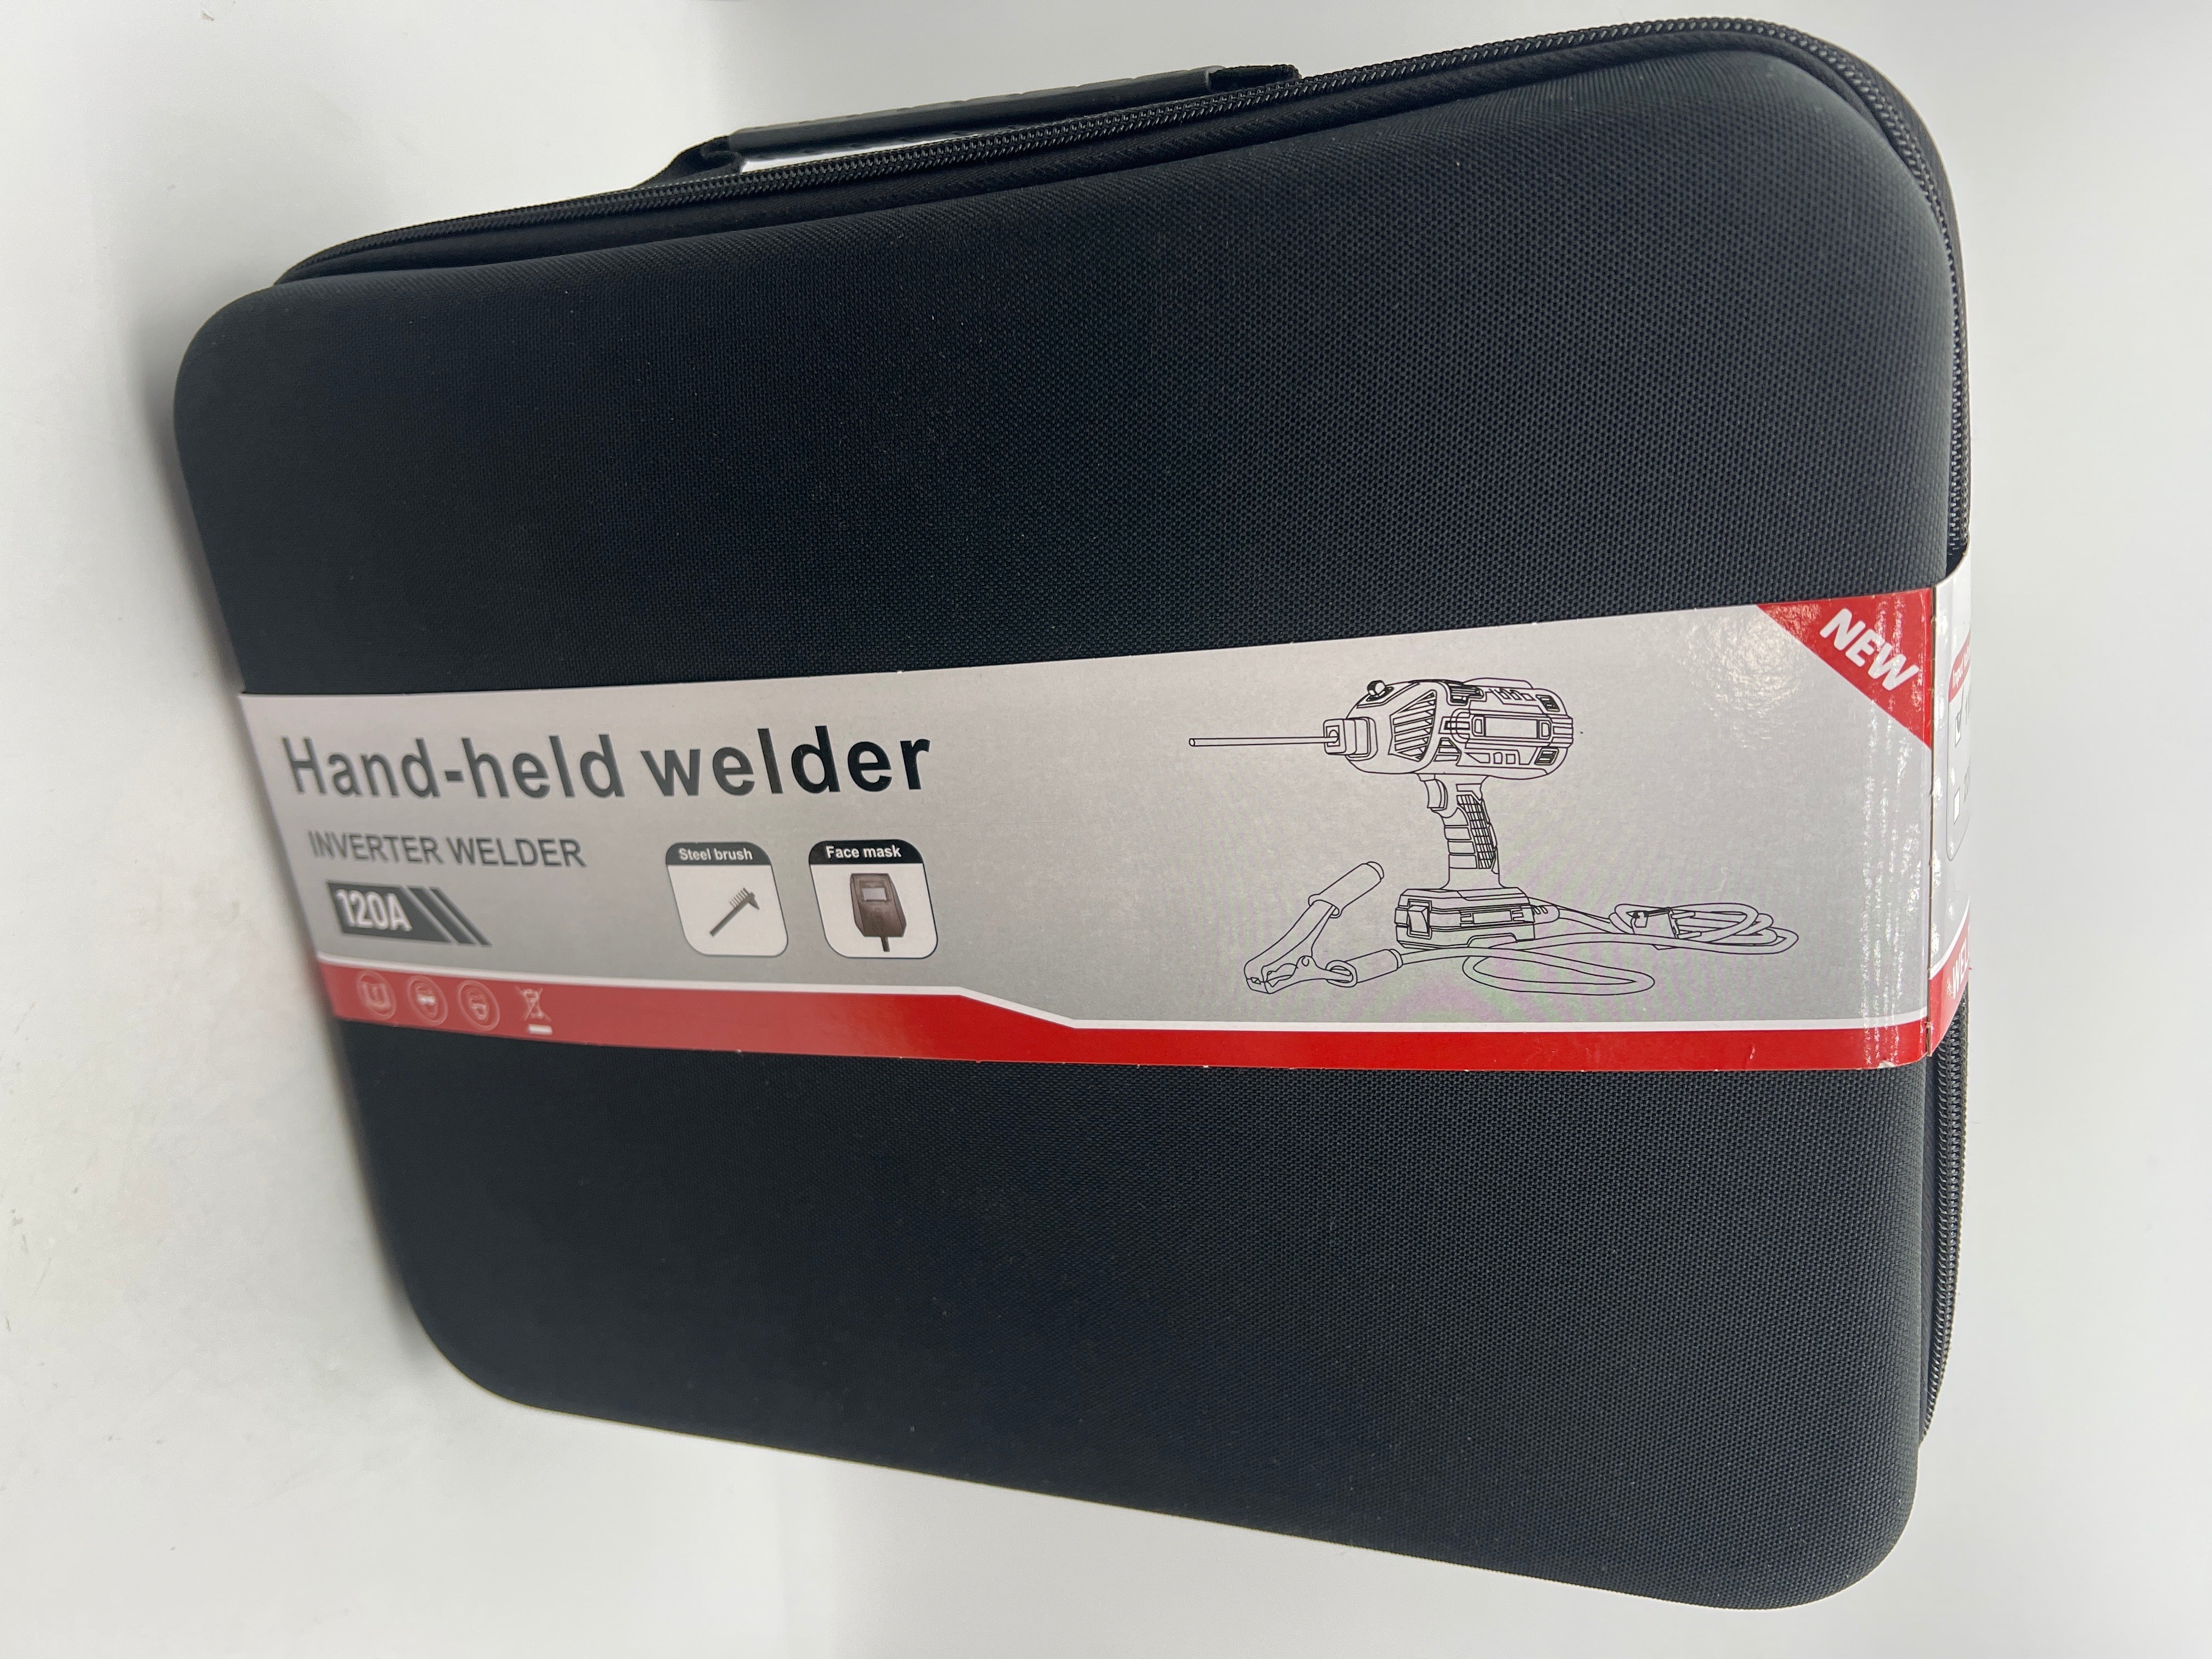 NEW
Hand-held welder
INVERTER WELDER
120A
Steel brush
Face mask